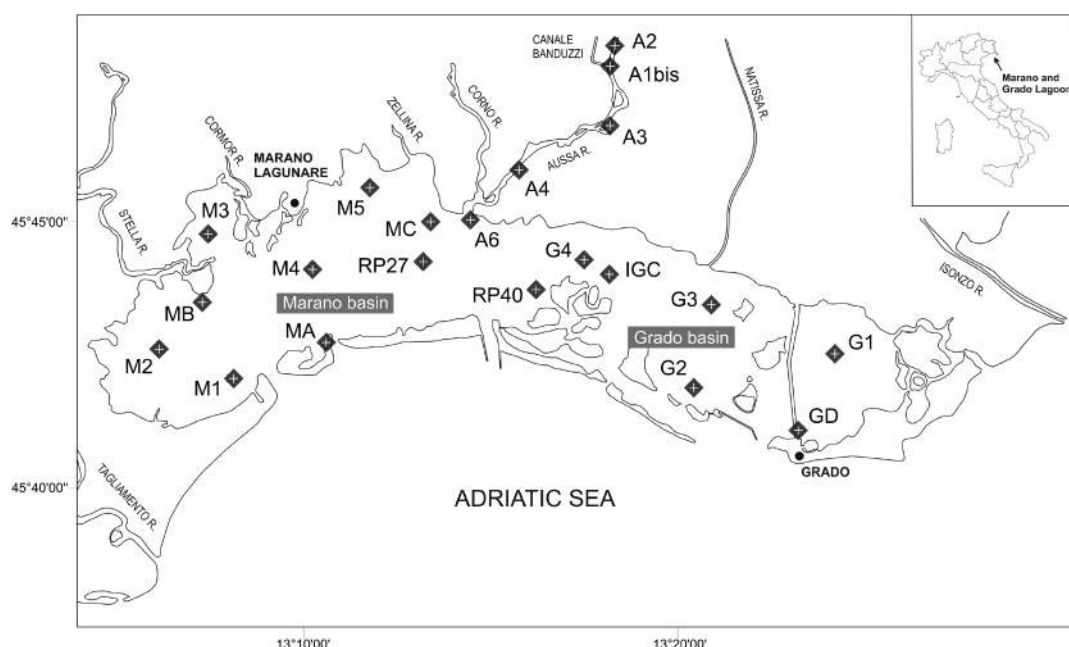 CANALE
BANDUZZI
A2
A1bis
A3
A4
AUSSA R.
NATISSA R.
CORNO R.
ZELLINA R.
CORMOR R.
STELLA R.
MARANO
LAGUNARE
Marano and
Grado Lagoon
45°45'00"
M3
M5
MC
A6
M4
RP27
G4
IGC
RP40
G3
ISONZO R.
MB
Marano basin
MA
Grado basin
M2
M1
G2
G1
GD
GRADO
45°40'00"
TAGLIAMENTO R.
ADRIATIC SEA
13°10'00"
13°20'00"